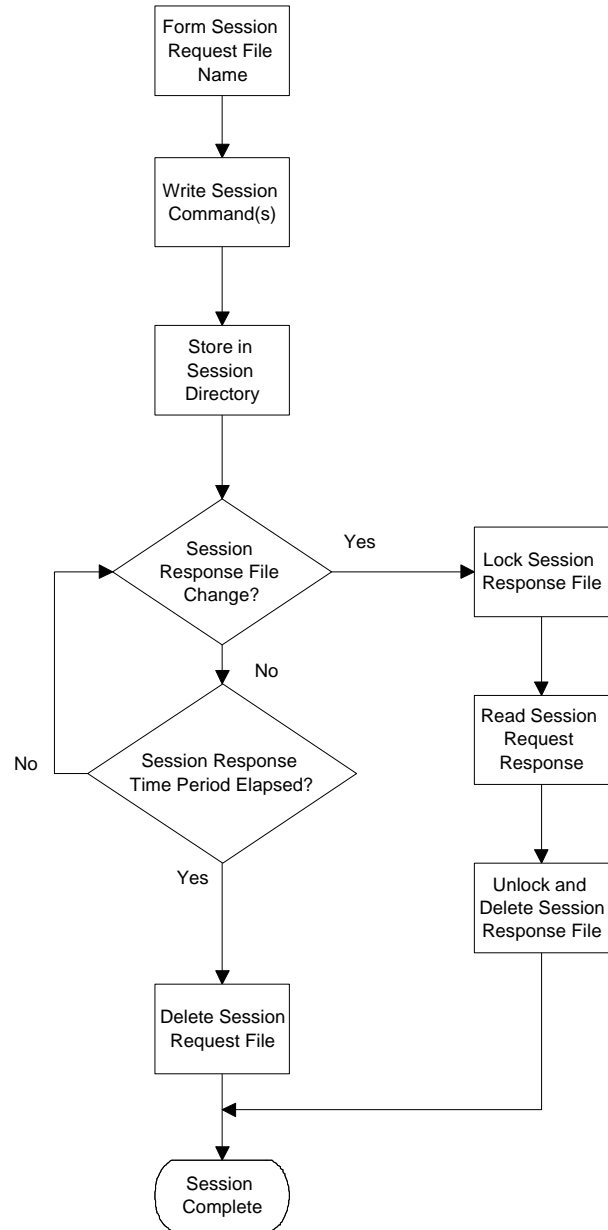 Form Session
Request File
Name
Write Session
Command(s)
Store in
Session
Directory
Session
Response File
Change?
Yes
Lock Session
Response File
No
Read Session
Request
Response
Session Response
Time Period Elapsed?
No
Yes
Unlock and
Delete Session
Response File
Delete Session
Request File
Session
Complete